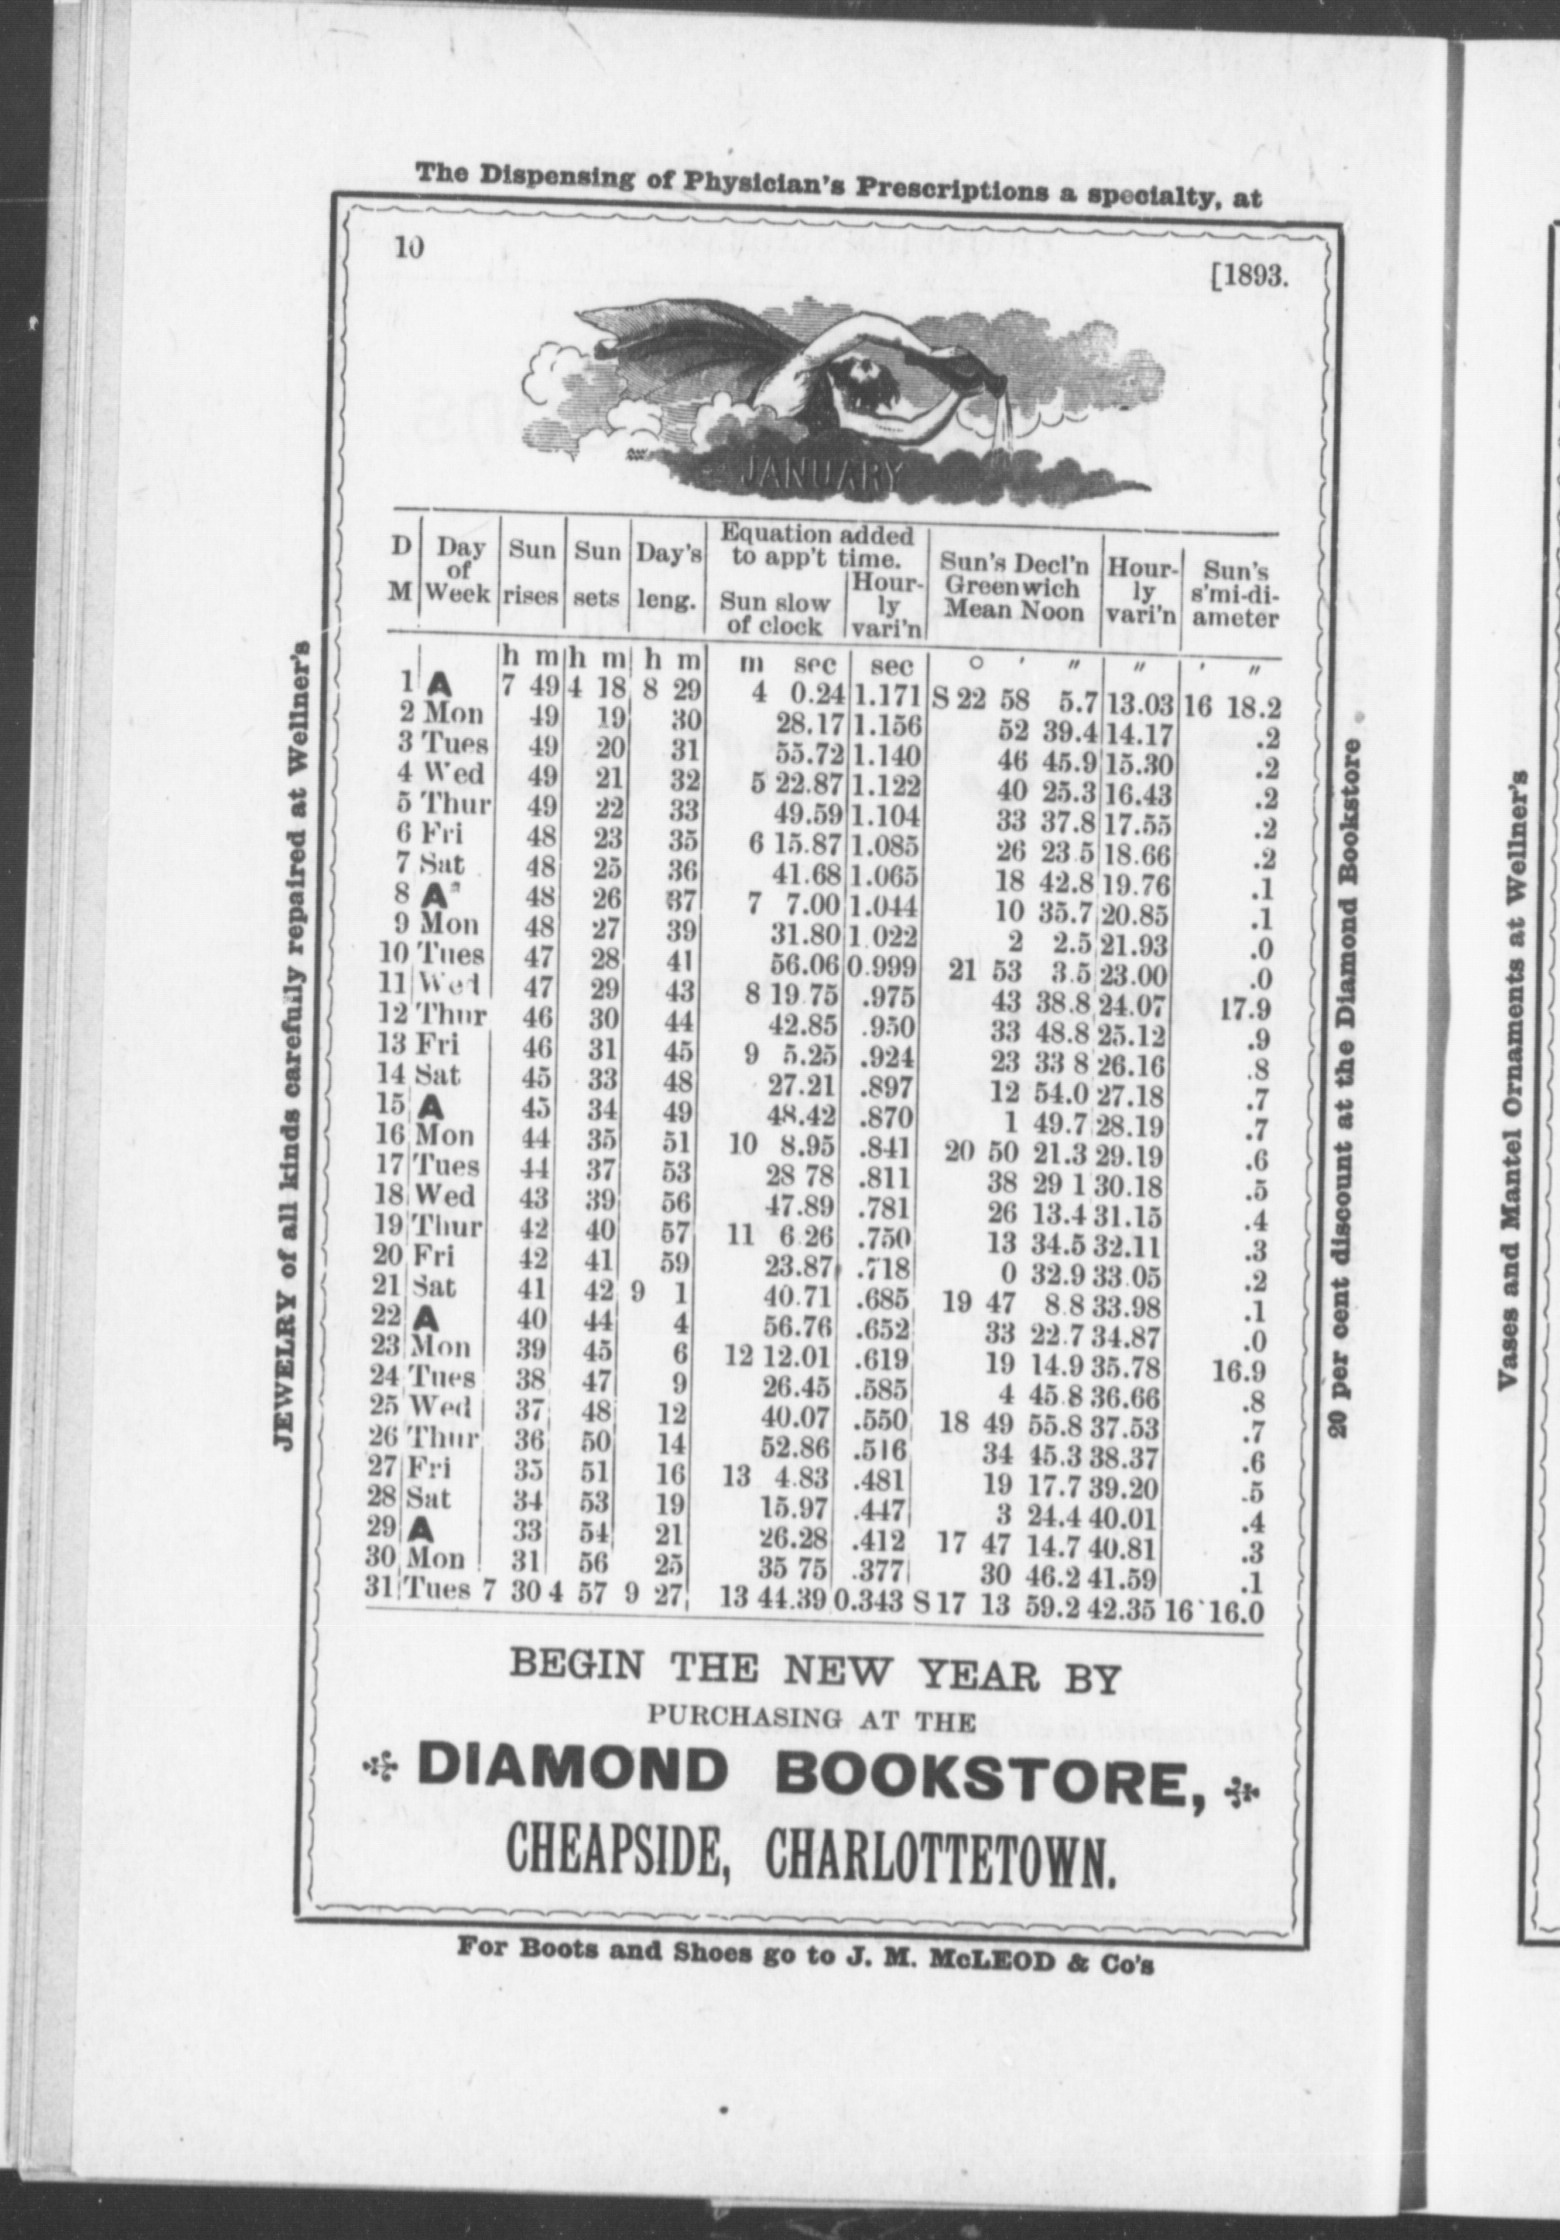 The Dispensing of Physician's Prescriptions a specialty, at
10
[1893.
JANUARY
D M | Day of Week | Sun rises | Sun sets | Day's leng. | Equation added to app't time. Sun slow of clock | Hour-ly vari'n | Sun's Decl'n Greenwich Mean Noon | Hour-ly vari'n | Sun's s'mi-di-ameter
h m h m h m m sec sec ° ' " " ' "
1 A 7 49 4 18 8 29 4 0.24 1.171 S 22 58 5.7 13.03 16 18.2
2 Mon 49 19 30 28.17 1.156 52 39.4 14.17 .2
3 Tues 49 20 31 55.72 1.140 46 45.9 15.30 .2
4 Wed 49 21 32 5 22.87 1.122 40 25.3 16.43 .2
5 Thur 49 22 33 49.59 1.104 33 37.8 17.55 .2
6 Fri 48 23 35 6 15.87 1.085 26 23 5 18.66 .2
7 Sat 48 25 36 41.68 1.065 18 42.8 19.76 .1
8 A 48 26 37 7 7.00 1.044 10 35.7 20.85 .1
9 Mon 48 27 39 31.80 1 022 2 2.5 21.93 .0
10 Tues 47 28 41 56.06 0.999 21 53 3.5 23.00 .0
11 Wed 47 29 43 8 19 75 .975 43 38.8 24.07 17.9
12 Thur 46 30 44 42.85 .950 33 48.8 25.12 .9
13 Fri 46 31 45 9 5.25 .924 23 33 8 26.16 .8
14 Sat 45 33 48 27.21 .897 12 54.0 27.18 .7
15 A 45 34 49 48.42 .870 1 49.7 28.19 .7
16 Mon 44 35 51 10 8.95 .841 20 50 21.3 29.19 .6
17 Tues 44 37 53 28 78 .811 38 29 1 30.18 .5
18 Wed 43 39 56 47.89 .781 26 13.4 31.15 .4
19 Thur 42 40 57 11 6 26 .750 13 34.5 32.11 .3
20 Fri 42 41 59 23.87 .718 0 32.9 33.05 .2
21 Sat 41 42 9 1 40.71 .685 19 47 8.8 33.98 .1
22 A 40 44 4 56.76 .652 33 22.7 34.87 .0
23 Mon 39 45 6 12 12.01 .619 19 14.9 35.78 16.9
24 Tues 38 47 9 26.45 .585 4 45.8 36.66 .8
25 Wed 37 48 12 40.07 .550 18 49 55.8 37.53 .7
26 Thur 36 50 14 52.86 .516 34 45.3 38.37 .6
27 Fri 35 51 16 13 4.83 .481 19 17.7 39.20 .5
28 Sat 34 53 19 15.97 .447 3 24.4 40.01 .4
29 A 33 54 21 26.28 .412 17 47 14.7 40.81 .3
30 Mon 31 56 25 35 75 .377 30 46.2 41.59 .1
31 Tues 7 30 4 57 9 27 13 44.39 0.343 S 17 13 59.2 42.35 16 16.0
BEGIN THE NEW YEAR BY
PURCHASING AT THE
DIAMOND BOOKSTORE,
CHEAPSIDE, CHARLOTTETOWN.
For Boots and Shoes go to J. M. McLEOD & Co's
JEWELRY of all kinds carefully repaired at Wellner's
20 per cent discount at the Diamond Bookstore
Vases and Mantel Ornaments at Wellner's